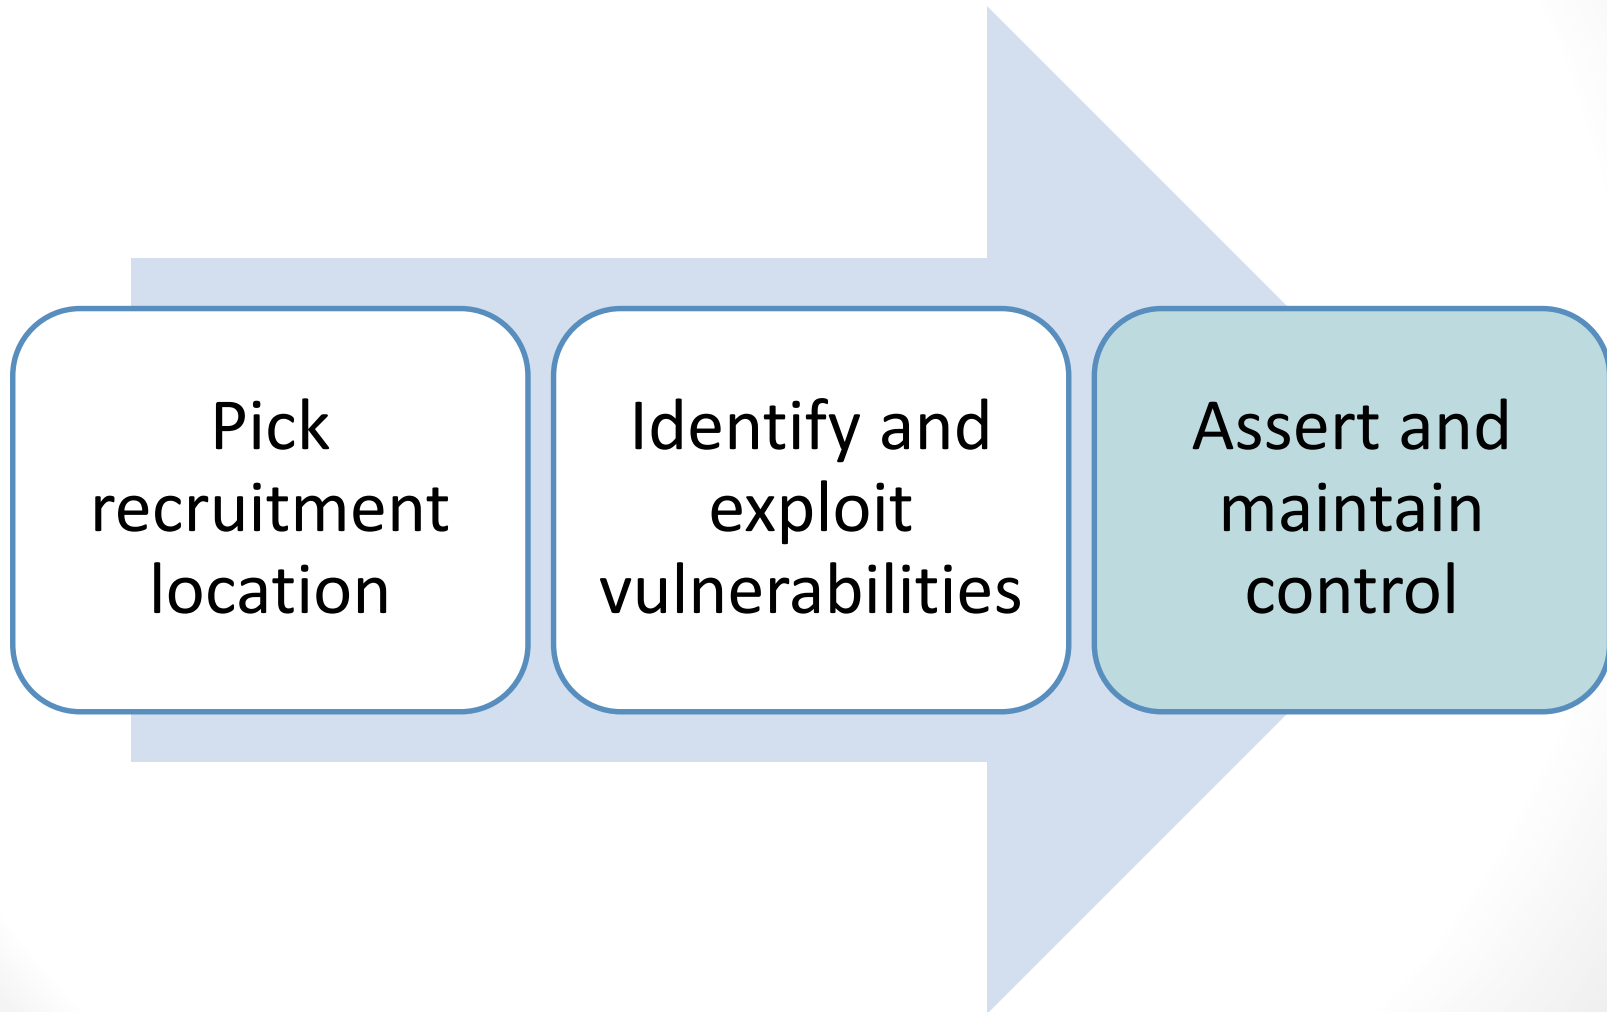 Pick
recruitment
location
Identify and
exploit
vulnerabilities
Assert and
maintain
control